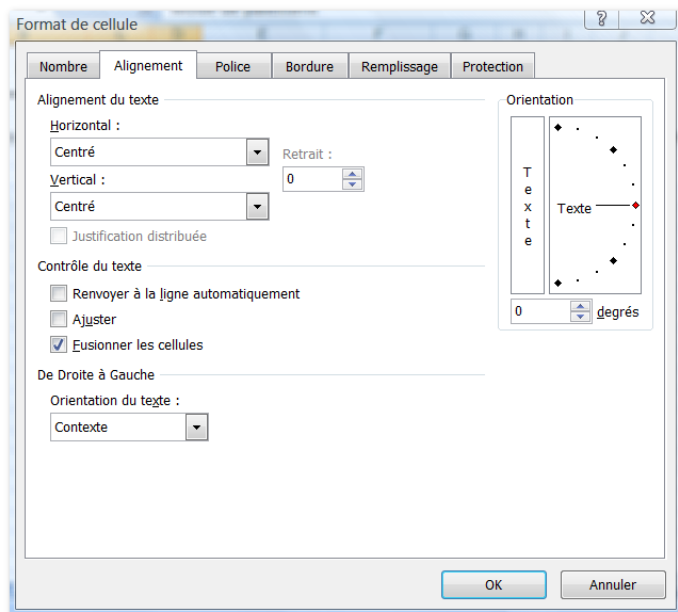 Format de cellule
Nombre Alignement Police Bordure Remplissage Protection
Alignement du texte
Horizontal :
Centré
Retrait :
0
Vertical :
Centré
Justification distribuée
Contrôle du texte
Renvoyer à la ligne automatiquement
Ajuster
Fusionner les cellules
De Droite à Gauche
Orientation du texte :
Contexte
Orientation
T
e
x
t
e
Texte
0 degrés
OK Annuler